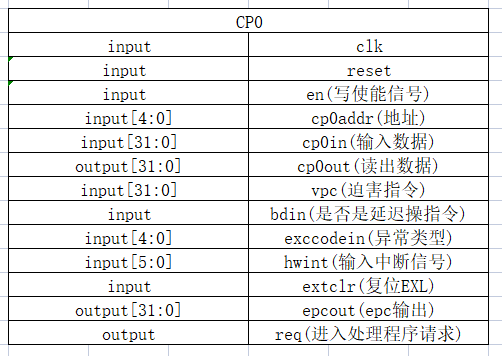 CP0
input clk
input reset
input en(写使能信号)
input[4:0] cp0addr(地址)
input[31:0] cp0in(输入数据)
output[31:0] cp0out(读出数据)
input[31:0] vpc(迫害指令)
input bdin(是否是延迟操指令)
input[4:0] exccodein(异常类型)
input[5:0] hwint(输入中断信号)
input extclr(复位EXL)
output[31:0] epcout(epc输出)
output req(进入处理程序请求)